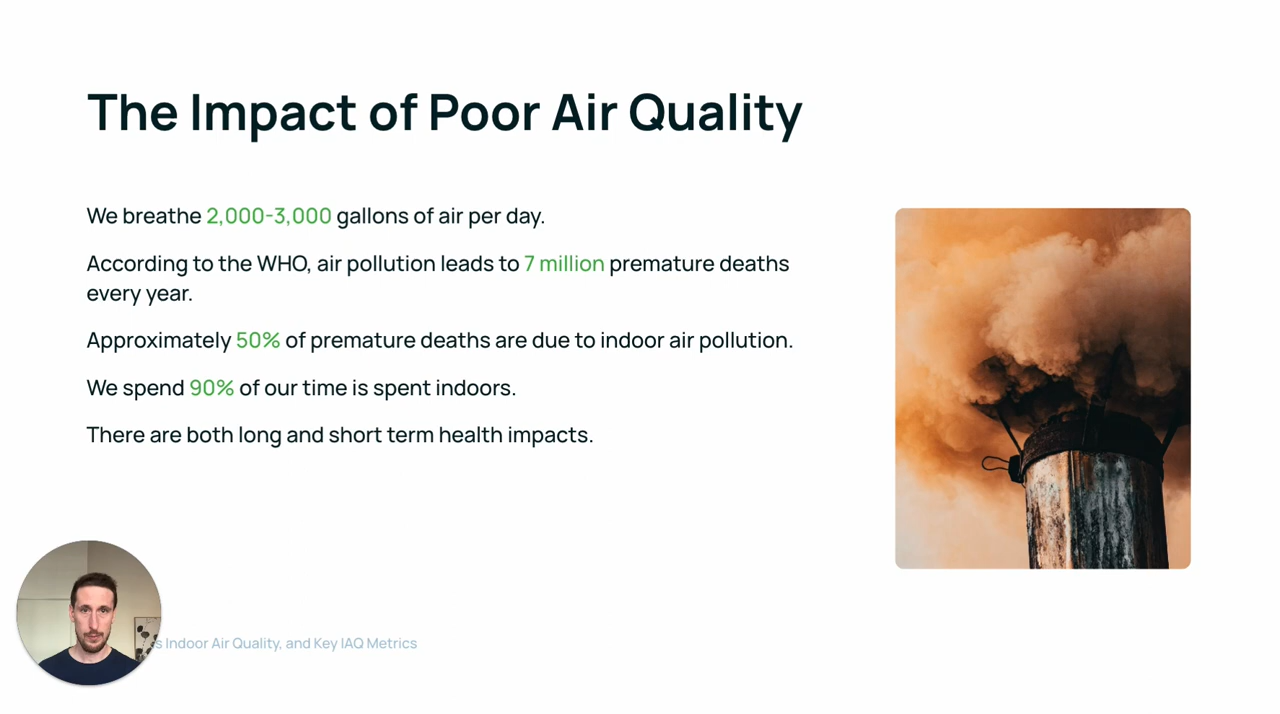 The Impact of Poor Air Quality
We breathe 2,000-3,000 gallons of air per day.
According to the WHO, air pollution leads to 7 million premature deaths
every year.
Approximately 50% of premature deaths are due to indoor air pollution.
We spend 90% of our time is spent indoors.
There are both long and short term health impacts.
Indoor Air Quality, and Key IAQ Metrics